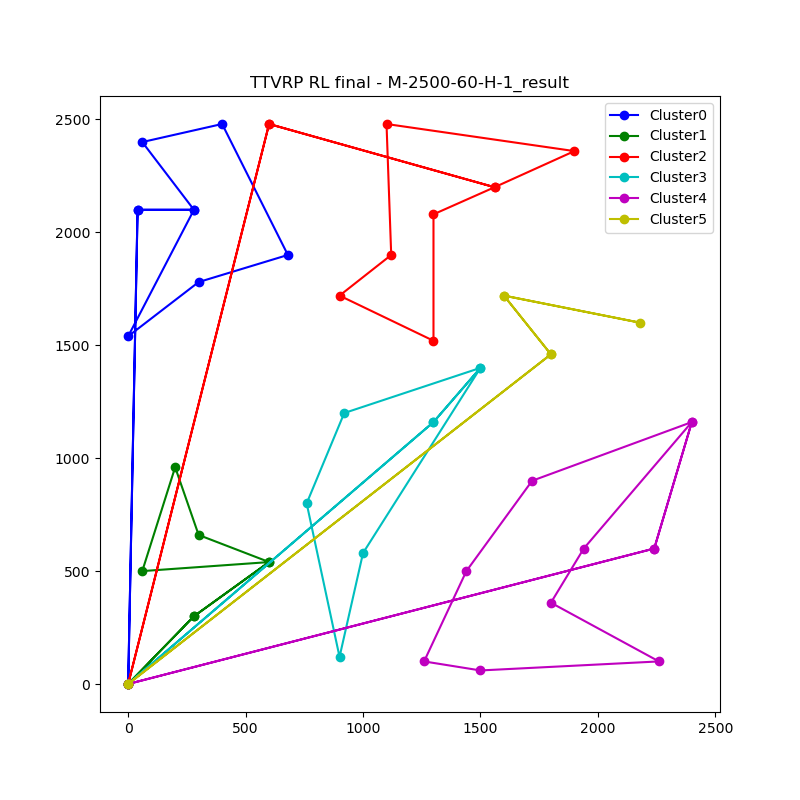 TTVRP RL final - M-2500-60-H-1_result
Cluster0
Cluster1
Cluster2
Cluster3
Cluster4
Cluster5
2500
2000
1500
1000
500
0
0 500 1000 1500 2000 2500